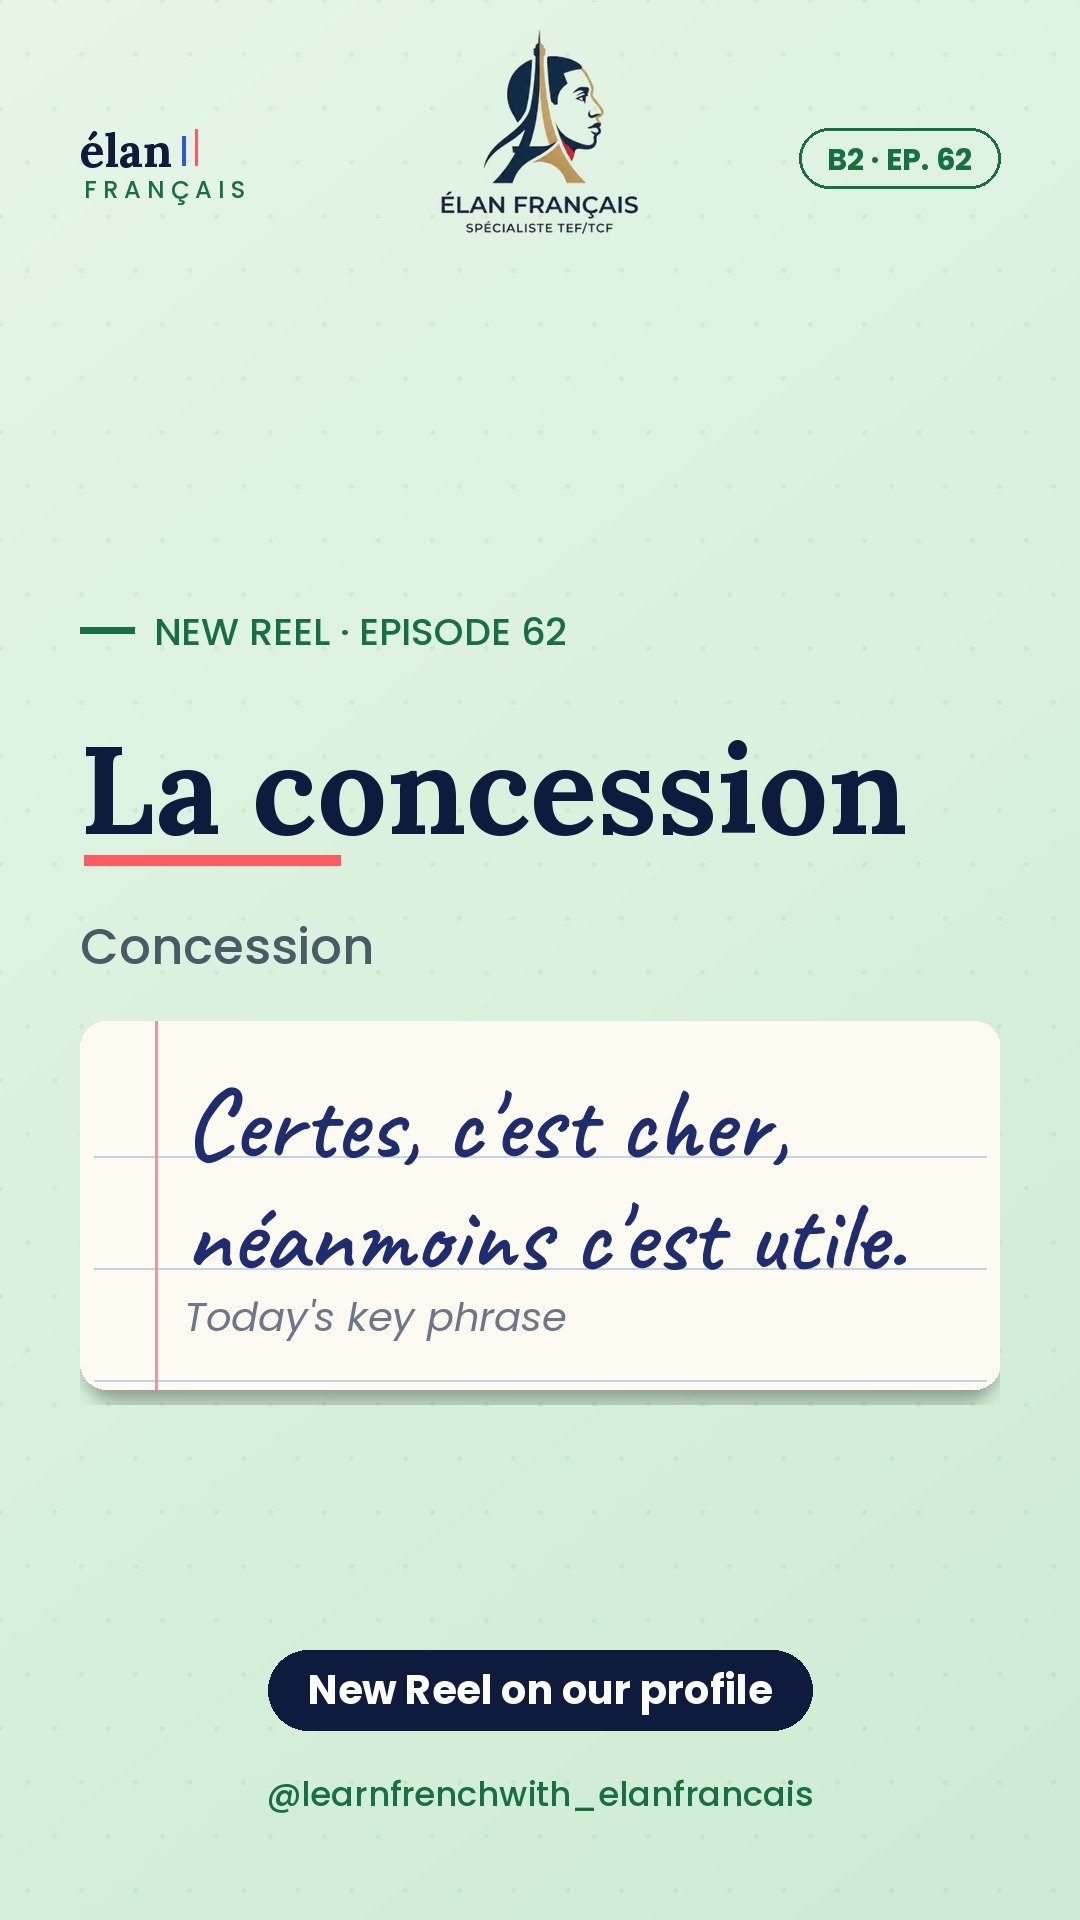 élan
FRANÇAIS
ÉLAN FRANÇAIS
SPÉCIALISTE TEF/TCF
B2 · EP. 62
NEW REEL · EPISODE 62
La concession
Concession
Certes, c'est cher,
néanmoins c'est utile.
Today's key phrase
New Reel on our profile
@learnfrenchwith_elanfrancais